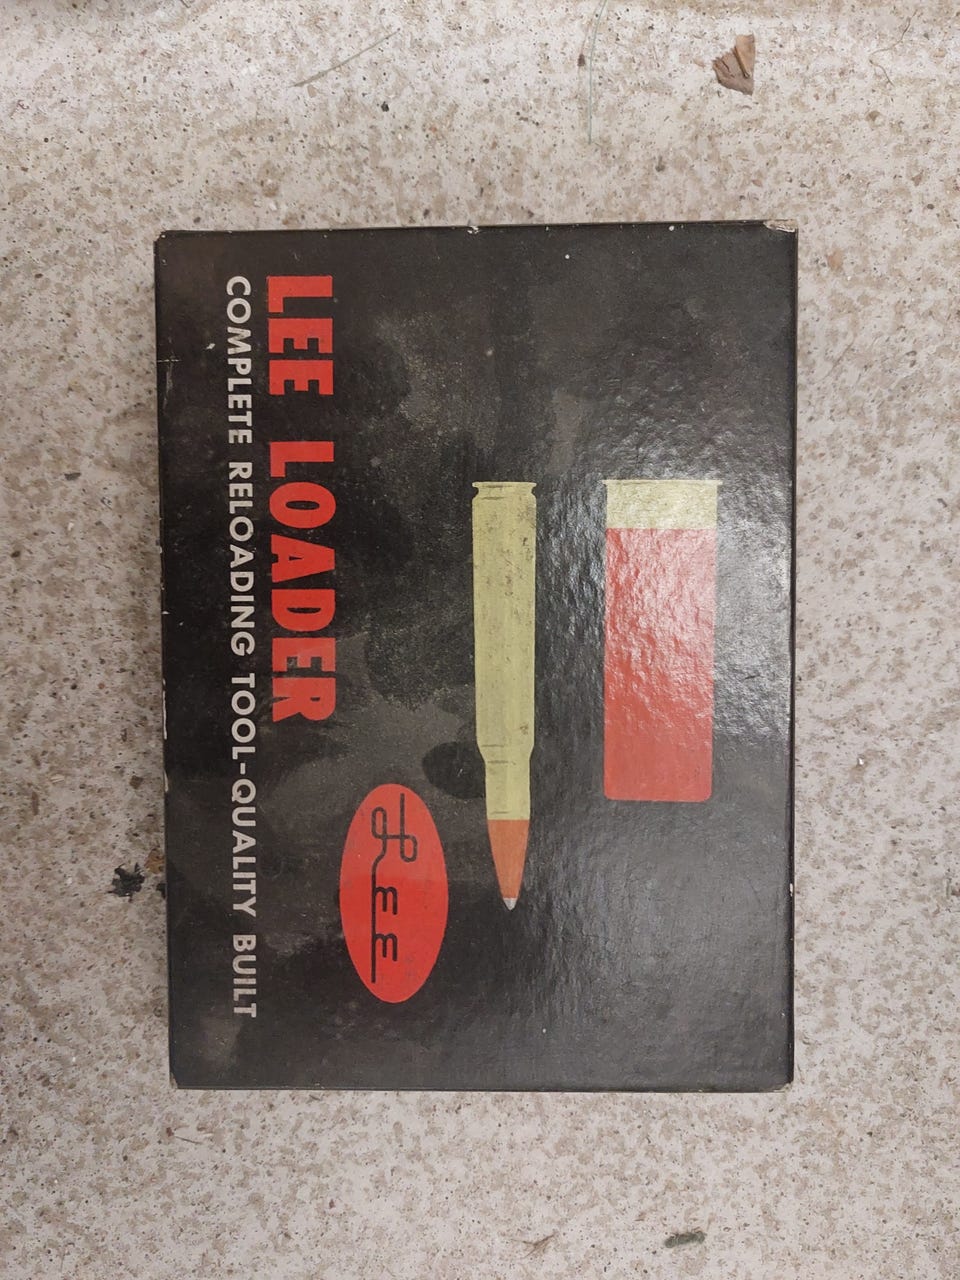 Lee
LEE LOADER
COMPLETE RELOADING TOOL-QUALITY BUILT